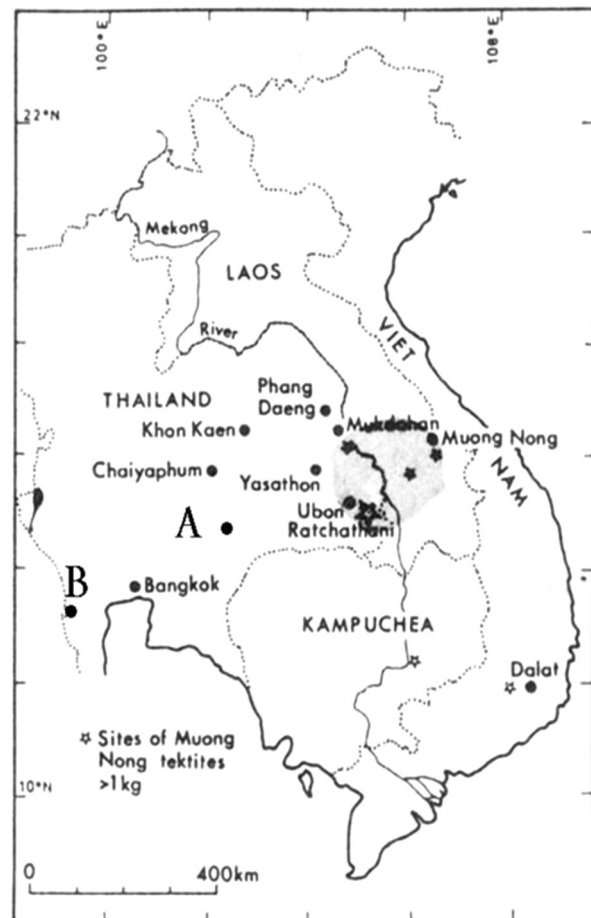 100°E
108°E
22°N
Mekong
LAOS
River
VIET
NAM
THAILAND
Phang
Daeng
Khon Kaen
Mukdahan
Muong Nong
Chaiyaphum
Yasathon
A
Ubon
Ratchathani
B
Bangkok
KAMPUCHEA
Dalat
Sites of Muong
Nong tektites
>1kg
10°N
0
400km